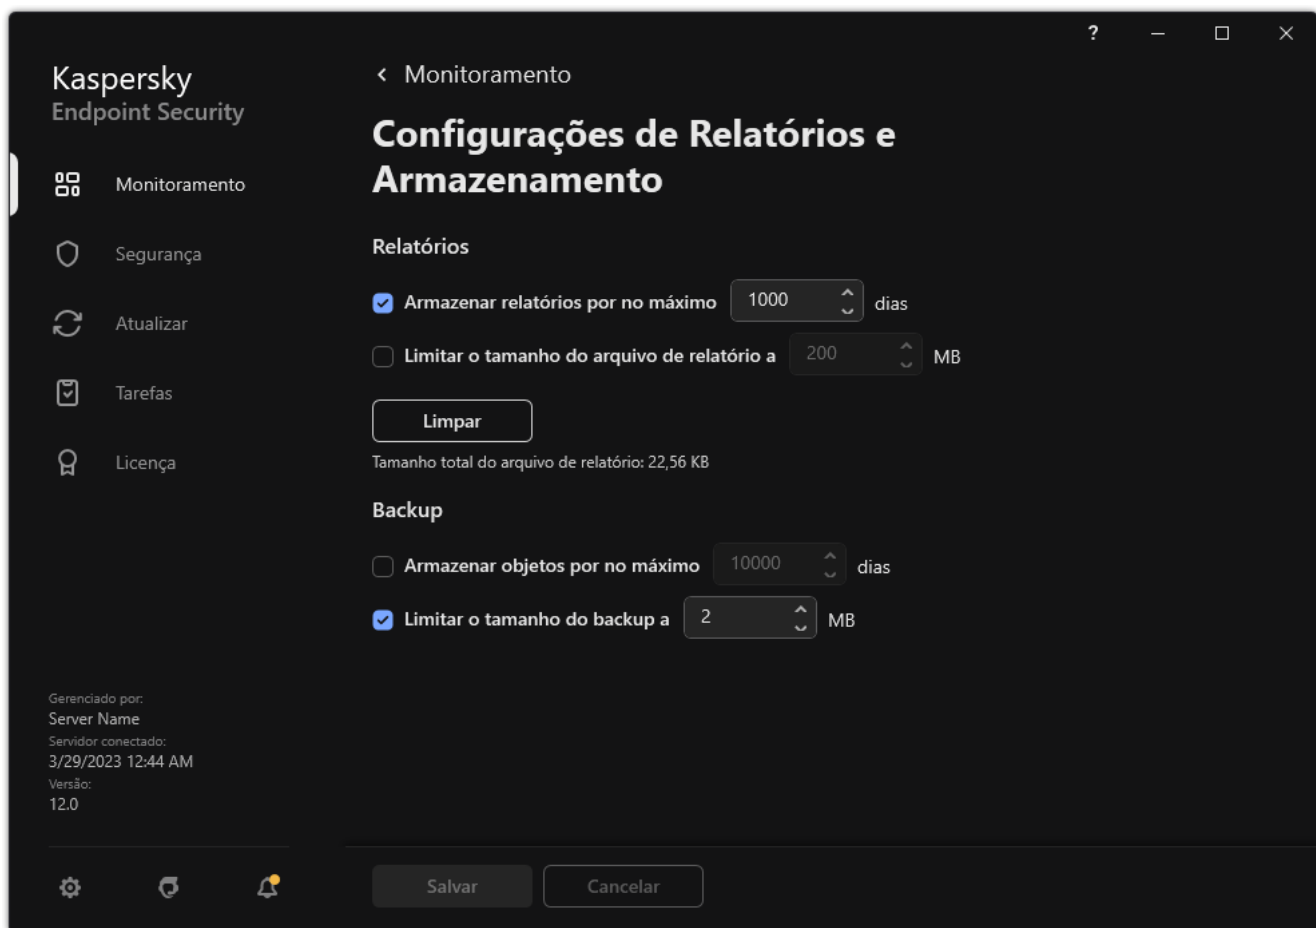 ?
Kaspersky
Endpoint Security
Monitoramento
Segurança
Atualizar
Tarefas
Licença
Gerenciado por:
Server Name
Servidor conectado:
3/29/2023 12:44 AM
Versão:
12.0
Monitoramento
Configurações de Relatórios e
Armazenamento
Relatórios
Armazenar relatórios por no máximo 1000 dias
Limitar o tamanho do arquivo de relatório a 200 MB
Limpar
Tamanho total do arquivo de relatório: 22,56 KB
Backup
Armazenar objetos por no máximo 10000 dias
Limitar o tamanho do backup a 2 MB
Salvar Cancelar